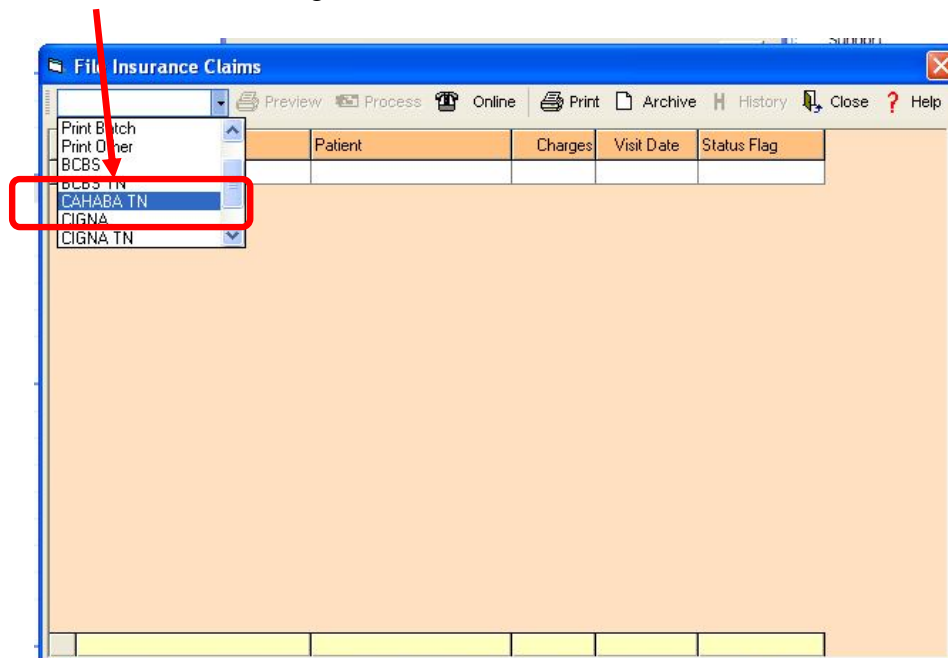 Support
File Insurance Claims
Preview Process Online Print Archive H History Close ? Help
Print Batch
Print Other
BCBS
BCBS TN
CAHABA TN
CIGNA
CIGNA TN
Patient Charges Visit Date Status Flag